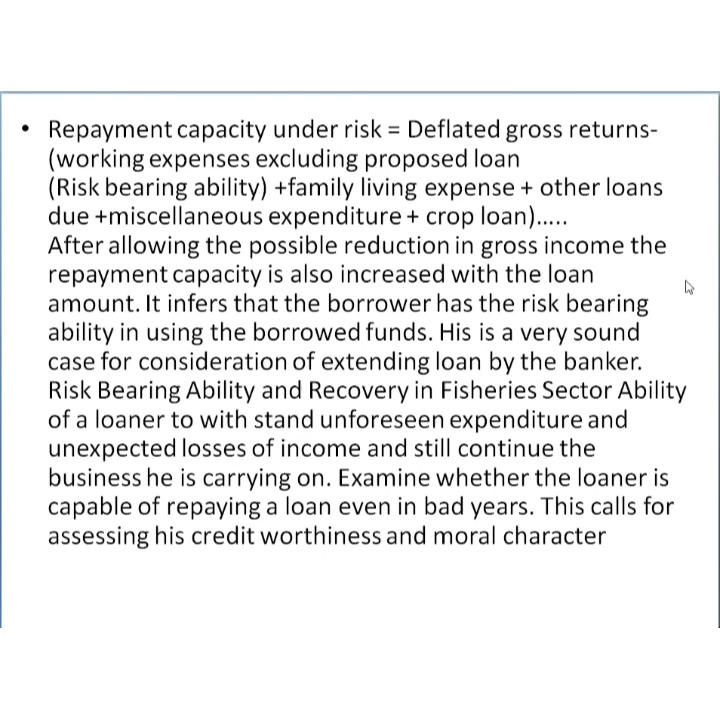 • Repayment capacity under risk = Deflated gross returns-
(working expenses excluding proposed loan
(Risk bearing ability) +family living expense + other loans
due +miscellaneous expenditure + crop loan).....
After allowing the possible reduction in gross income the
repayment capacity is also increased with the loan
amount. It infers that the borrower has the risk bearing
ability in using the borrowed funds. His is a very sound
case for consideration of extending loan by the banker.
Risk Bearing Ability and Recovery in Fisheries Sector Ability
of a loaner to with stand unforeseen expenditure and
unexpected losses of income and still continue the
business he is carrying on. Examine whether the loaner is
capable of repaying a loan even in bad years. This calls for
assessing his credit worthiness and moral character